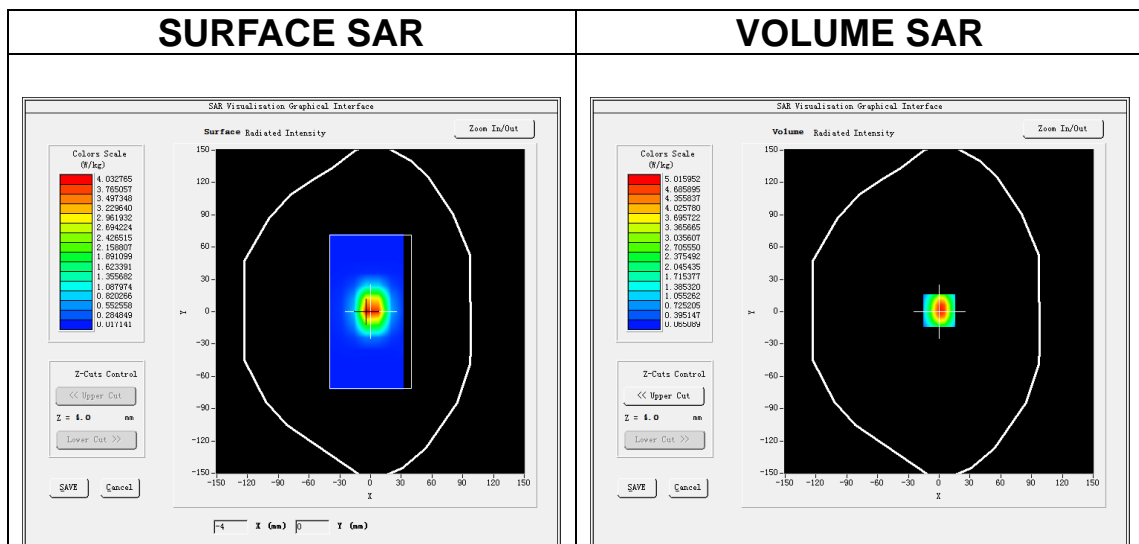 SURFACE SAR
VOLUME SAR
SAR Visualisation Graphical Interface
Surface Radiated Intensity
Zoom In/Out
Colors Scale
(W/kg)
4.032765
3.765057
3.497348
3.229640
2.961932
2.694224
2.426515
2.158807
1.891099
1.623391
1.355682
1.087974
0.820266
0.552558
0.284849
0.017141
150
120
90
60
30
0
-30
-60
-90
-120
-150
Y
-150 -120 -90 -60 -30 0 30 60 90 120 150
X
Z-Cuts Control
<< Upper Cut
Z = 4.0 mm
Lower Cut >>
SAVE Cancel
-4 X (mm) 0 Y (mm)
SAR Visualisation Graphical Interface
Volume Radiated Intensity
Zoom In/Out
Colors Scale
(W/kg)
5.015952
4.685895
4.355837
4.025780
3.695722
3.365665
3.035607
2.705550
2.375492
2.045435
1.715377
1.385320
1.055262
0.725205
0.395147
0.065089
150
120
90
60
30
0
-30
-60
-90
-120
-150
Y
-150 -120 -90 -60 -30 0 30 60 90 120 150
X
Z-Cuts Control
<< Upper Cut
Z = 4.0 mm
Lower Cut >>
SAVE Cancel